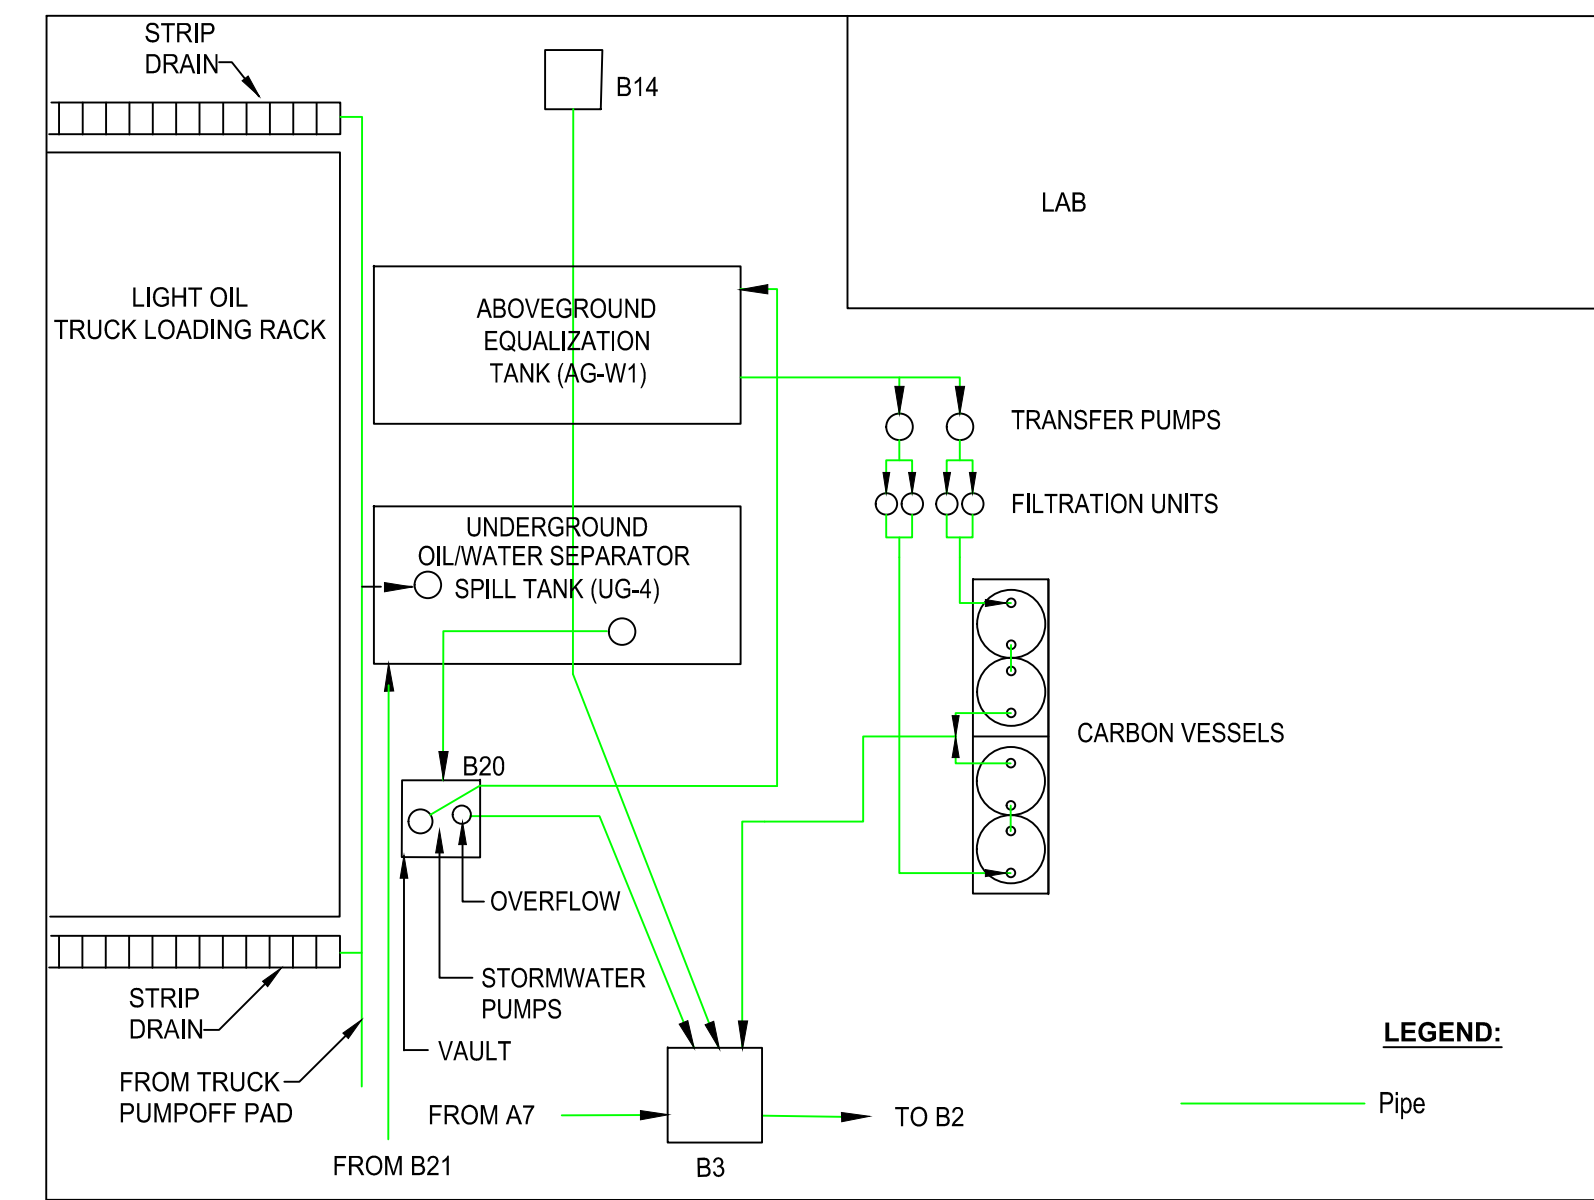 STRIP
DRAIN
B14
LAB
LIGHT OIL
TRUCK LOADING RACK
ABOVEGROUND
EQUALIZATION
TANK (AG-W1)
TRANSFER PUMPS
FILTRATION UNITS
UNDERGROUND
OIL/WATER SEPARATOR
SPILL TANK (UG-4)
CARBON VESSELS
B20
OVERFLOW
STORMWATER
PUMPS
VAULT
STRIP
DRAIN
FROM TRUCK
PUMPOFF PAD
FROM A7
TO B2
FROM B21
B3
LEGEND:
Pipe